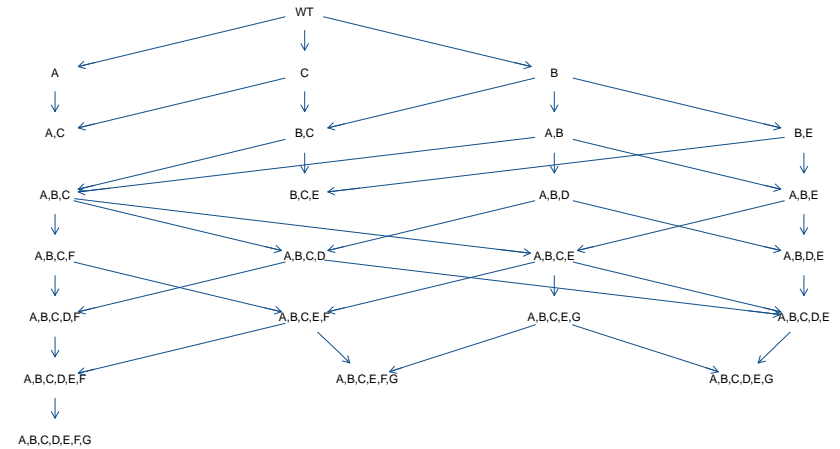 WT
A
C
B
A,C
B,C
A,B
B,E
A,B,C
B,C,E
A,B,D
A,B,E
A,B,C,F
A,B,C,D
A,B,C,E
A,B,D,E
A,B,C,D,F
A,B,C,E,F
A,B,C,E,G
A,B,C,D,E
A,B,C,D,E,F
A,B,C,E,F,G
A,B,C,D,E,G
A,B,C,D,E,F,G